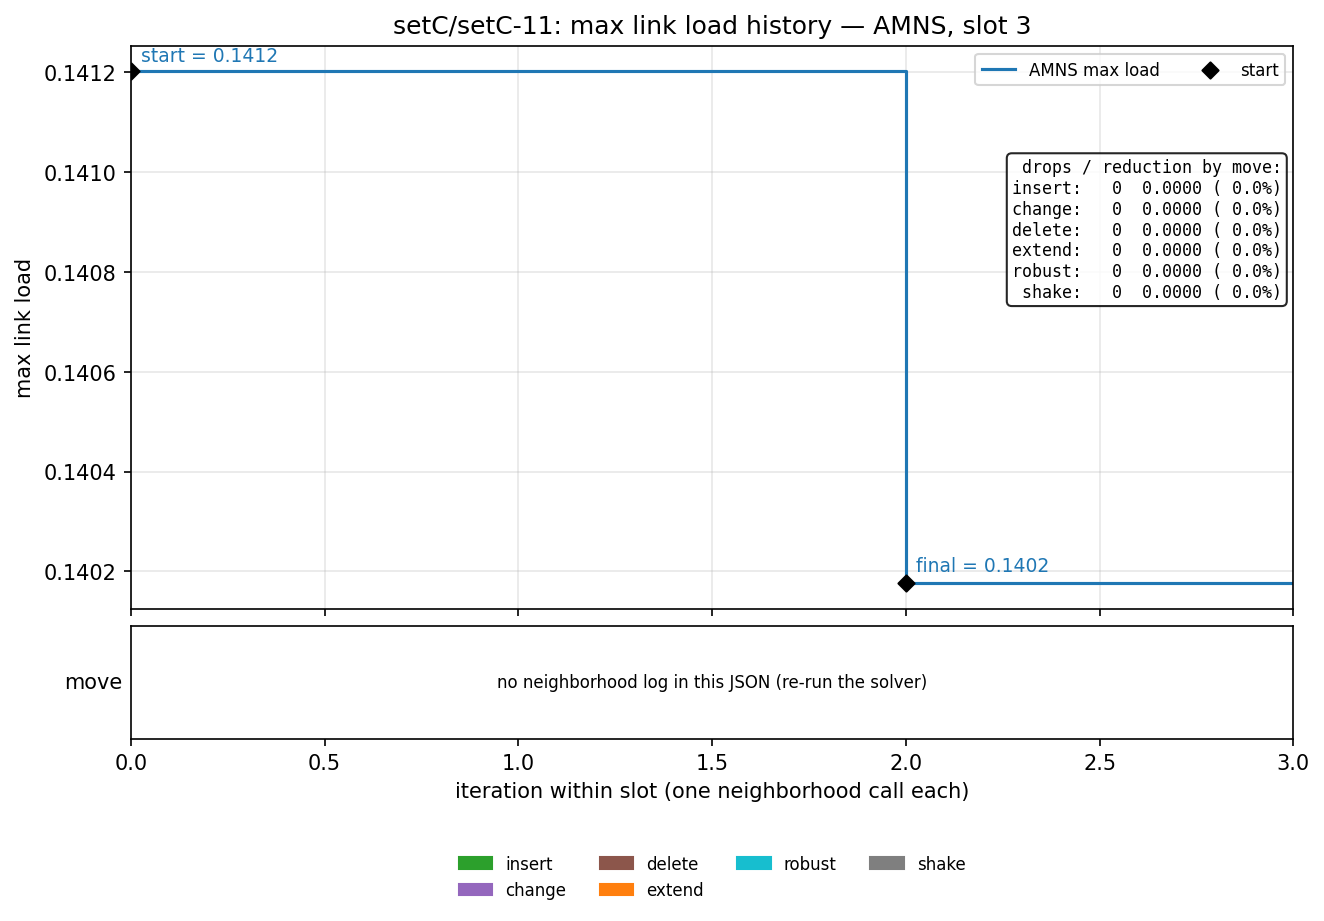 setC/setC-11: max link load history — AMNS, slot 3
start = 0.1412
AMNS max load
start
drops / reduction by move:
insert: 0 0.0000 ( 0.0%)
change: 0 0.0000 ( 0.0%)
delete: 0 0.0000 ( 0.0%)
extend: 0 0.0000 ( 0.0%)
robust: 0 0.0000 ( 0.0%)
shake: 0 0.0000 ( 0.0%)
max link load
0.1412
0.1410
0.1408
0.1406
0.1404
0.1402
final = 0.1402
move
no neighborhood log in this JSON (re-run the solver)
0.0 0.5 1.0 1.5 2.0 2.5 3.0
iteration within slot (one neighborhood call each)
insert delete robust shake
change extend